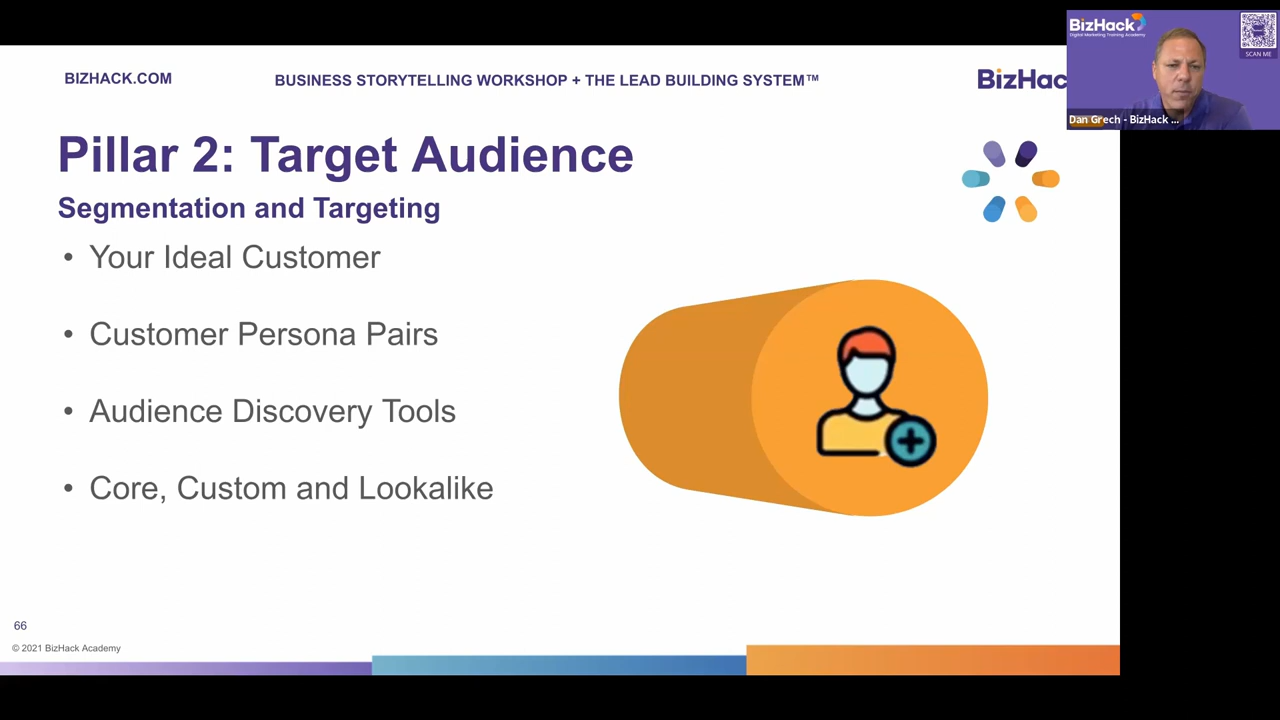 BizHack
Digital Marketing Training Academy
SCAN ME
Dan Grech - BizHack ...
BIZHACK.COM
BUSINESS STORYTELLING WORKSHOP + THE LEAD BUILDING SYSTEM™
BizHac
Pillar 2: Target Audience
Segmentation and Targeting
• Your Ideal Customer
• Customer Persona Pairs
• Audience Discovery Tools
• Core, Custom and Lookalike
66
© 2021 BizHack Academy